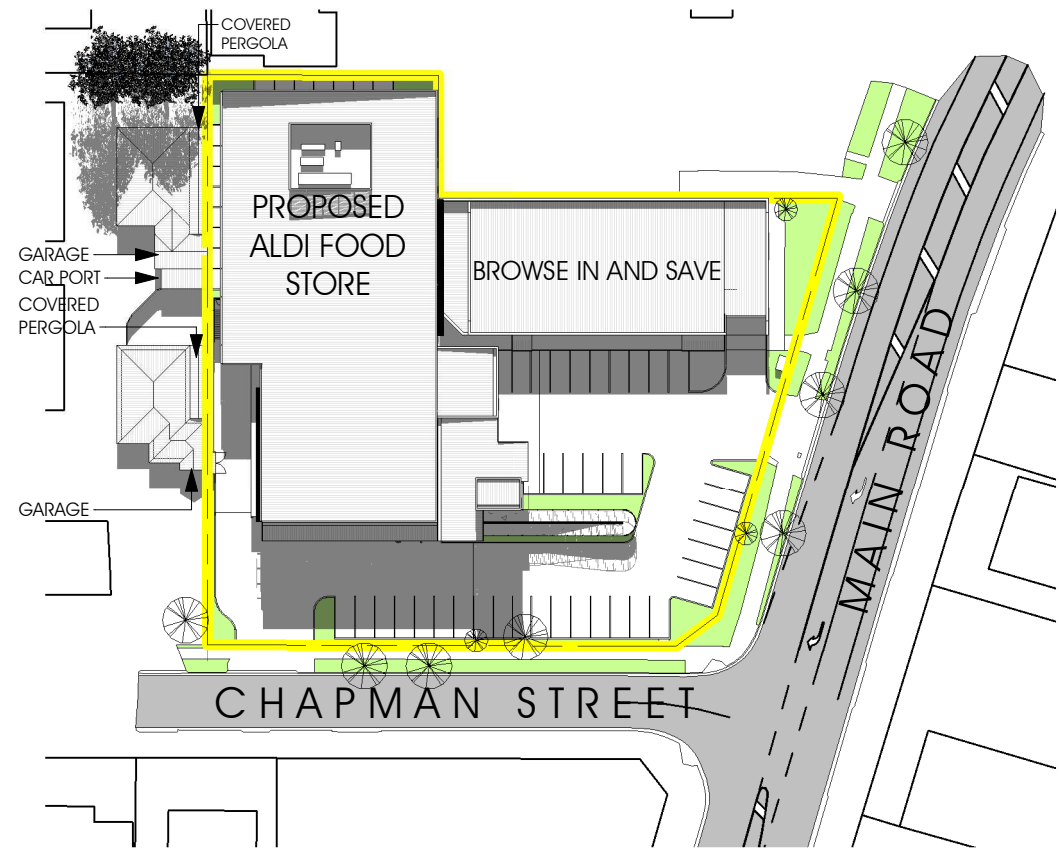 COVERED
PERGOLA
PROPOSED
ALDI FOOD
STORE
BROWSE IN AND SAVE
GARAGE
CAR PORT
COVERED
PERGOLA
GARAGE
MAIN ROAD
CHAPMAN STREET